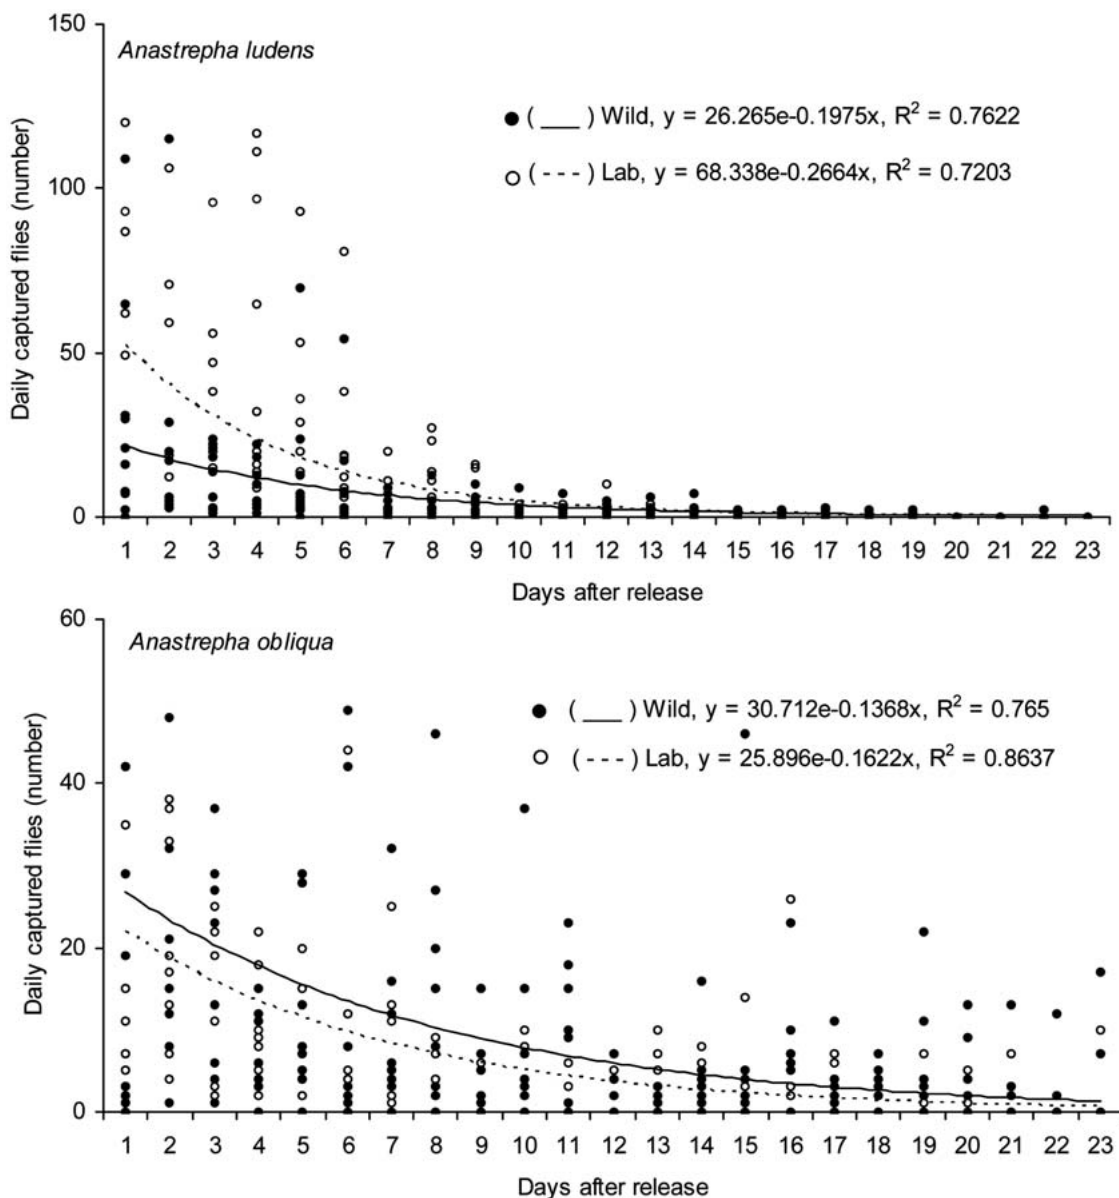 150
Anastrepha ludens
● ( ___ ) Wild, y = 26.265e-0.1975x, R² = 0.7622
○ ( - - - ) Lab, y = 68.338e-0.2664x, R² = 0.7203
100
Daily captured flies (number)
50
0
1 2 3 4 5 6 7 8 9 10 11 12 13 14 15 16 17 18 19 20 21 22 23
Days after release
60
Anastrepha obliqua
● ( ___ ) Wild, y = 30.712e-0.1368x, R² = 0.765
○ ( - - - ) Lab, y = 25.896e-0.1622x, R² = 0.8637
40
Daily captured flies (number)
20
0
1 2 3 4 5 6 7 8 9 10 11 12 13 14 15 16 17 18 19 20 21 22 23
Days after release